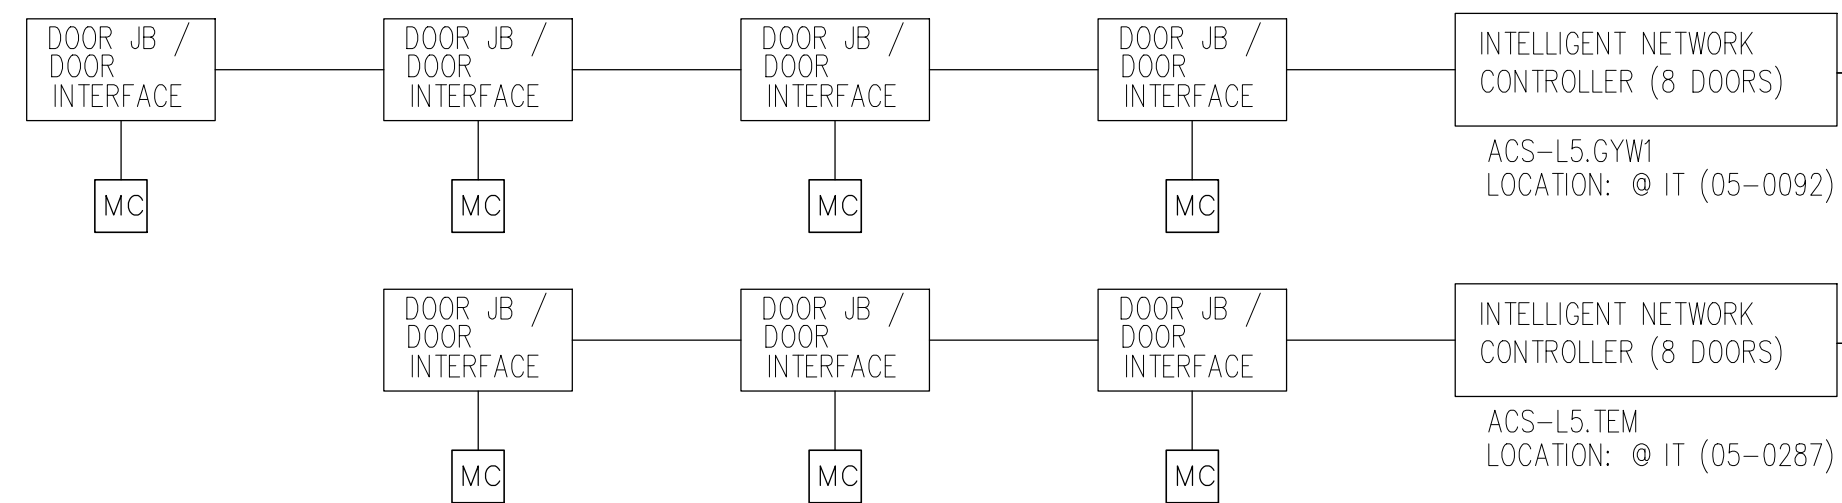 DOOR JB /
DOOR
INTERFACE
DOOR JB /
DOOR
INTERFACE
DOOR JB /
DOOR
INTERFACE
DOOR JB /
DOOR
INTERFACE
INTELLIGENT NETWORK
CONTROLLER (8 DOORS)
ACS-L5.GYW1
LOCATION: @ IT (05-0092)
MC
MC
MC
MC
DOOR JB /
DOOR
INTERFACE
DOOR JB /
DOOR
INTERFACE
DOOR JB /
DOOR
INTERFACE
INTELLIGENT NETWORK
CONTROLLER (8 DOORS)
ACS-L5.TEM
LOCATION: @ IT (05-0287)
MC
MC
MC